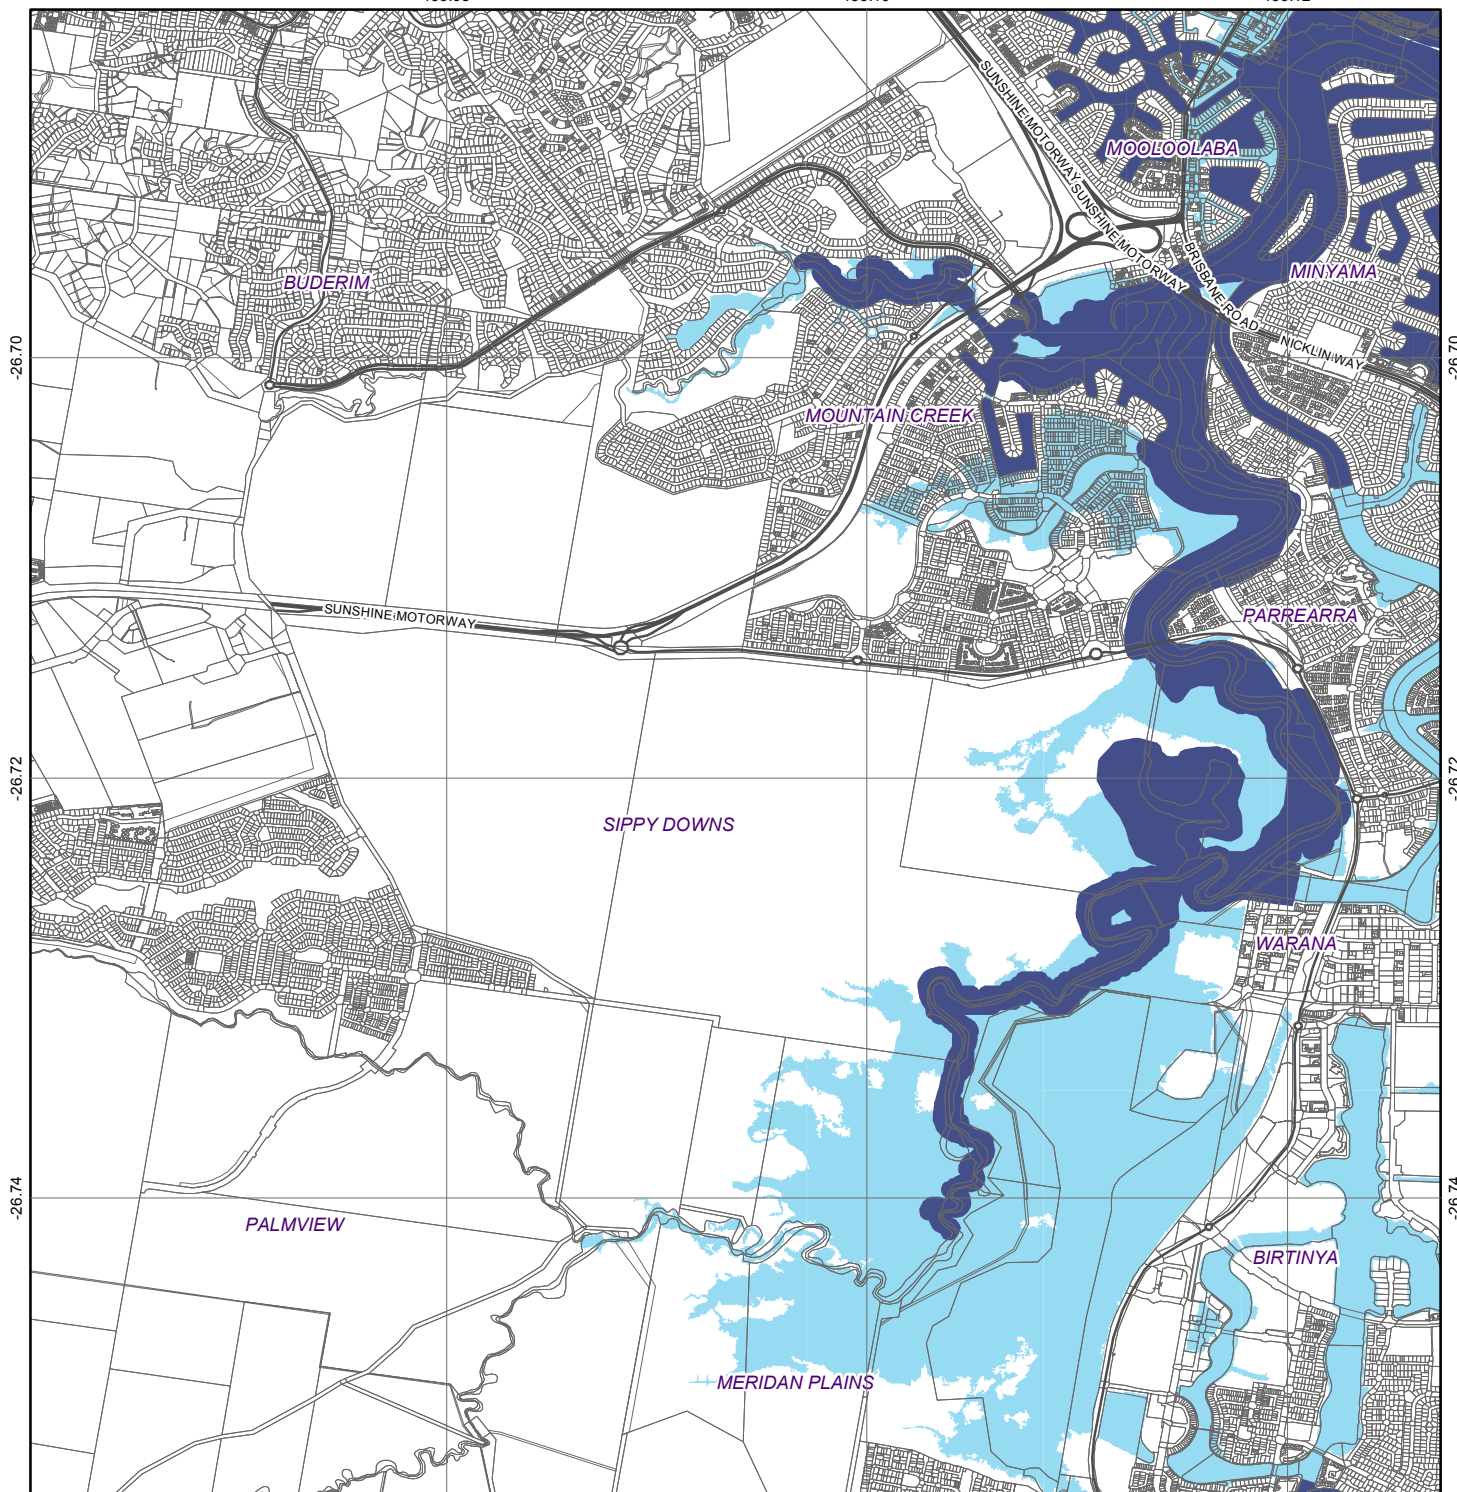 MOOLOOLABA
SUNSHINE MOTORWAY
SUNSHINE MOTORWAY
BUDERIM
BRISBANE ROAD
MINYAMA
NICKLIN WAY
-26.70
-26.70
MOUNTAIN CREEK
SUNSHINE MOTORWAY
PARREARRA
-26.72
-26.72
SIPPY DOWNS
WARANA
-26.74
-26.74
PALMVIEW
BIRTINYA
MERIDAN PLAINS